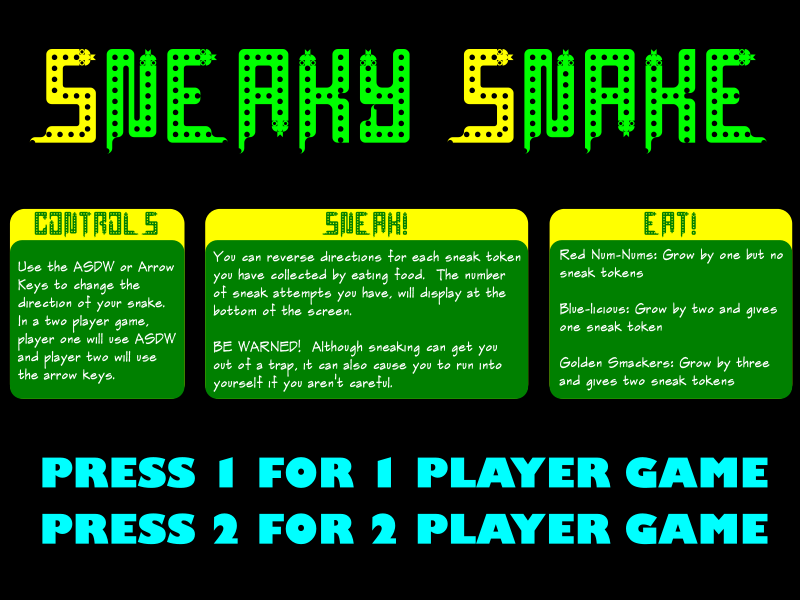 SNEAKY SNAKE
CONTROLS
Use the ASDW or Arrow
Keys to change the
direction of your snake.
In a two player game,
player one will use ASDW
and player two will use
the arrow keys.
SNEAK!
You can reverse directions for each sneak token
you have collected by eating food. The number
of sneak attempts you have, will display at the
bottom of the screen.
BE WARNED! Although sneaking can get you
out of a trap, it can also cause you to run into
yourself if you aren't careful.
EAT!
Red Num-Nums: Grow by one but no
sneak tokens
Blue-licious: Grow by two and gives
one sneak token
Golden Smackers: Grow by three
and gives two sneak tokens
PRESS 1 FOR 1 PLAYER GAME
PRESS 2 FOR 2 PLAYER GAME